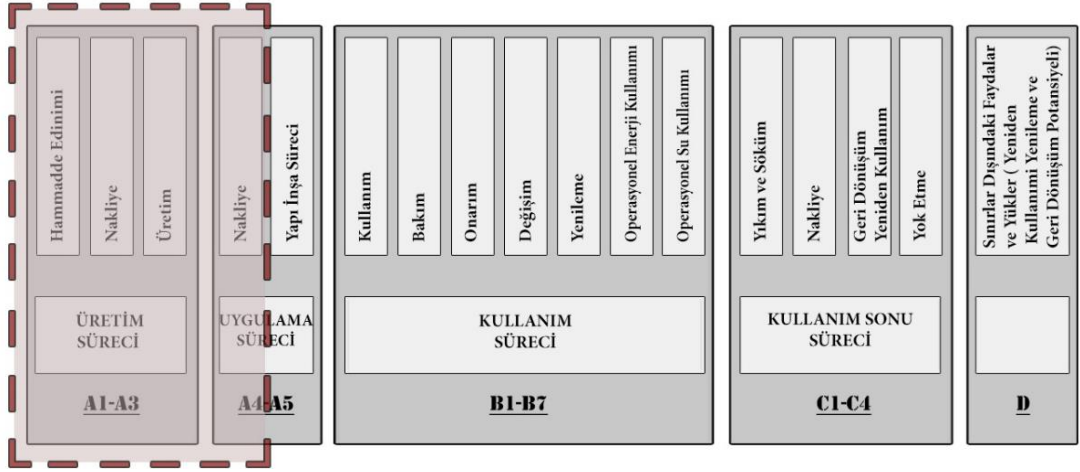 Hammadde Edinimi
Nakliye
Üretim
ÜRETİM
SÜRECİ
A1-A3
Nakliye
Yapı İnşa Süreci
UYGULAMA
SÜRECİ
A4-A5
Kullanım
Bakım
Onarım
Değişim
Yenileme
Operasyonel Enerji Kullanımı
Operasyonel Su Kullanımı
KULLANIM
SÜRECİ
B1-B7
Yıkım ve Söküm
Nakliye
Geri Dönüşüm
Yeniden Kullanım
Yok Etme
KULLANIM SONU
SÜRECİ
C1-C4
Sınırlar Dışındaki Faydalar
ve Yükler ( Yeniden
Kullanımi Yenileme ve
Geri Dönüşüm Potansiyeli)
D